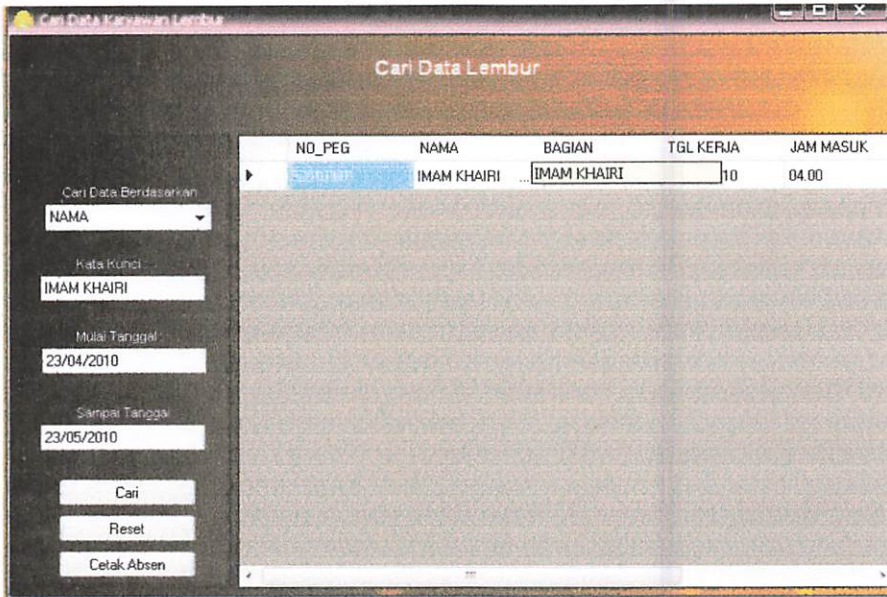 Cari Data Karyawan Lembur
Cari Data Lembur
NO_PEG NAMA BAGIAN TGL KERJA JAM MASUK
IMAM KHAIRI ... IMAM KHAIRI 10 04.00
Cari Data Berdasarkan
NAMA
Kata Kunci
IMAM KHAIRI
Mulai Tanggal
23/04/2010
Sampai Tanggal
23/05/2010
Cari
Reset
Cetak Absen